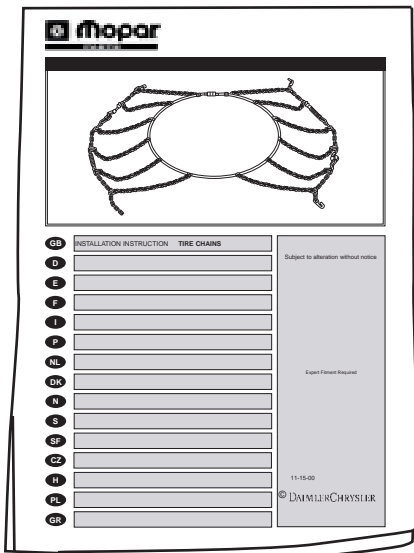 mopar
GB INSTALLATION INSTRUCTION TIRE CHAINS
D
E
F
I
P
NL
DK
N
S
SF
CZ
H
PL
GR
Subject to alteration without notice
Expert Fitment Required
11-15-00
© DAIMLERCHRYSLER